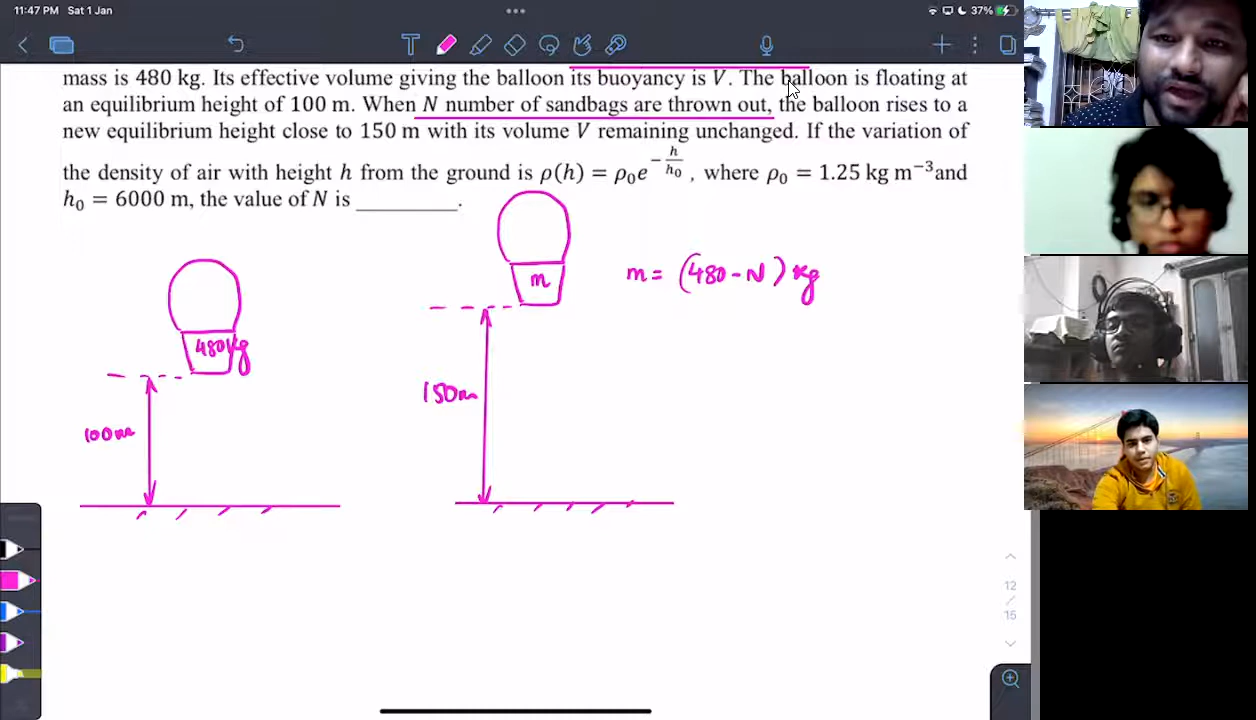 11:47 PM Sat 1 Jan
37%
mass is 480 kg. Its effective volume giving the balloon its buoyancy is V. The balloon is floating at
an equilibrium height of 100 m. When N number of sandbags are thrown out, the balloon rises to a
new equilibrium height close to 150 m with its volume V remaining unchanged. If the variation of
the density of air with height h from the ground is ρ(h) = ρ₀e^(-h/h₀), where ρ₀ = 1.25 kg m⁻³and
h₀ = 6000 m, the value of N is __________.
m
m = (480-N) kg
480kg
150m
100m
12
/
15